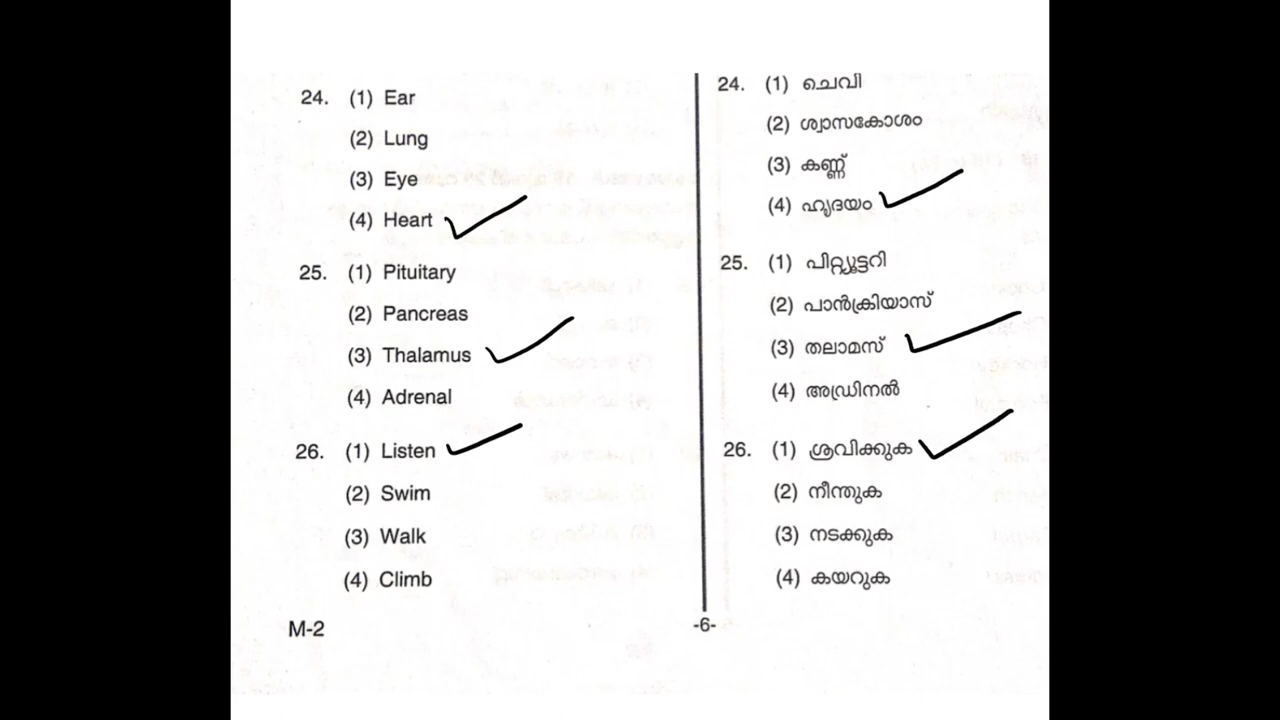 24. (1) Ear
(2) Lung
(3) Eye
(4) Heart
25. (1) Pituitary
(2) Pancreas
(3) Thalamus
(4) Adrenal
26. (1) Listen
(2) Swim
(3) Walk
(4) Climb
M-2
24. (1) ചെവി
(2) ശ്വാസകോശം
(3) കണ്ണ്
(4) ഹൃദയം
25. (1) പിറ്റ്യൂട്ടറി
(2) പാൻക്രിയാസ്
(3) തലാമസ്
(4) അഡ്രിനൽ
26. (1) ശ്രവിക്കുക
(2) നീന്തുക
(3) നടക്കുക
(4) കയറുക
-6-